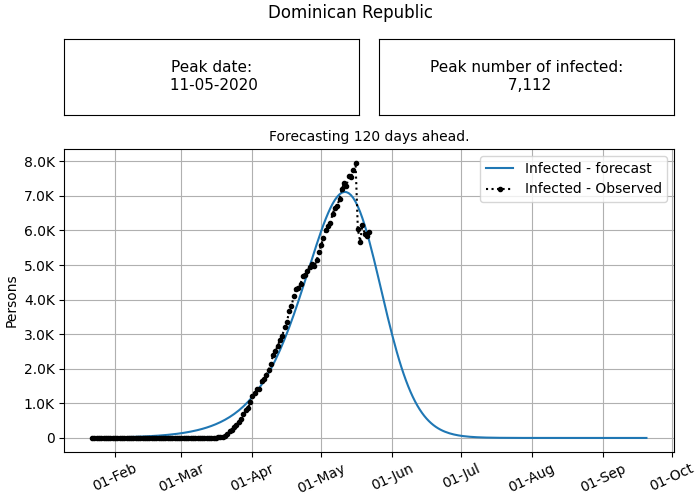 Dominican Republic
Peak date:
11-05-2020
Peak number of infected:
7,112
Forecasting 120 days ahead.
Infected - forecast
Infected - Observed
Persons
8.0K
7.0K
6.0K
5.0K
4.0K
3.0K
2.0K
1.0K
0
01-Feb
01-Mar
01-Apr
01-May
01-Jun
01-Jul
01-Aug
01-Sep
01-Oct